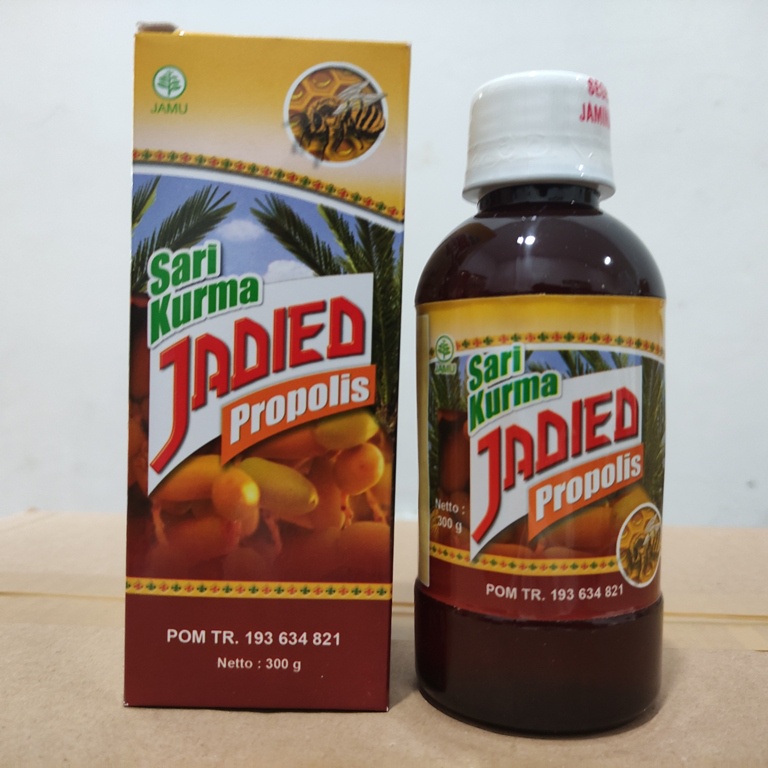 JAMU
Sari
Kurma
JADIED
Propolis
POM TR. 193 634 821
Netto : 300 g
JAMU
Sari
Kurma
JADIED
Propolis
Netto :
300 g
POM TR. 193 634 821